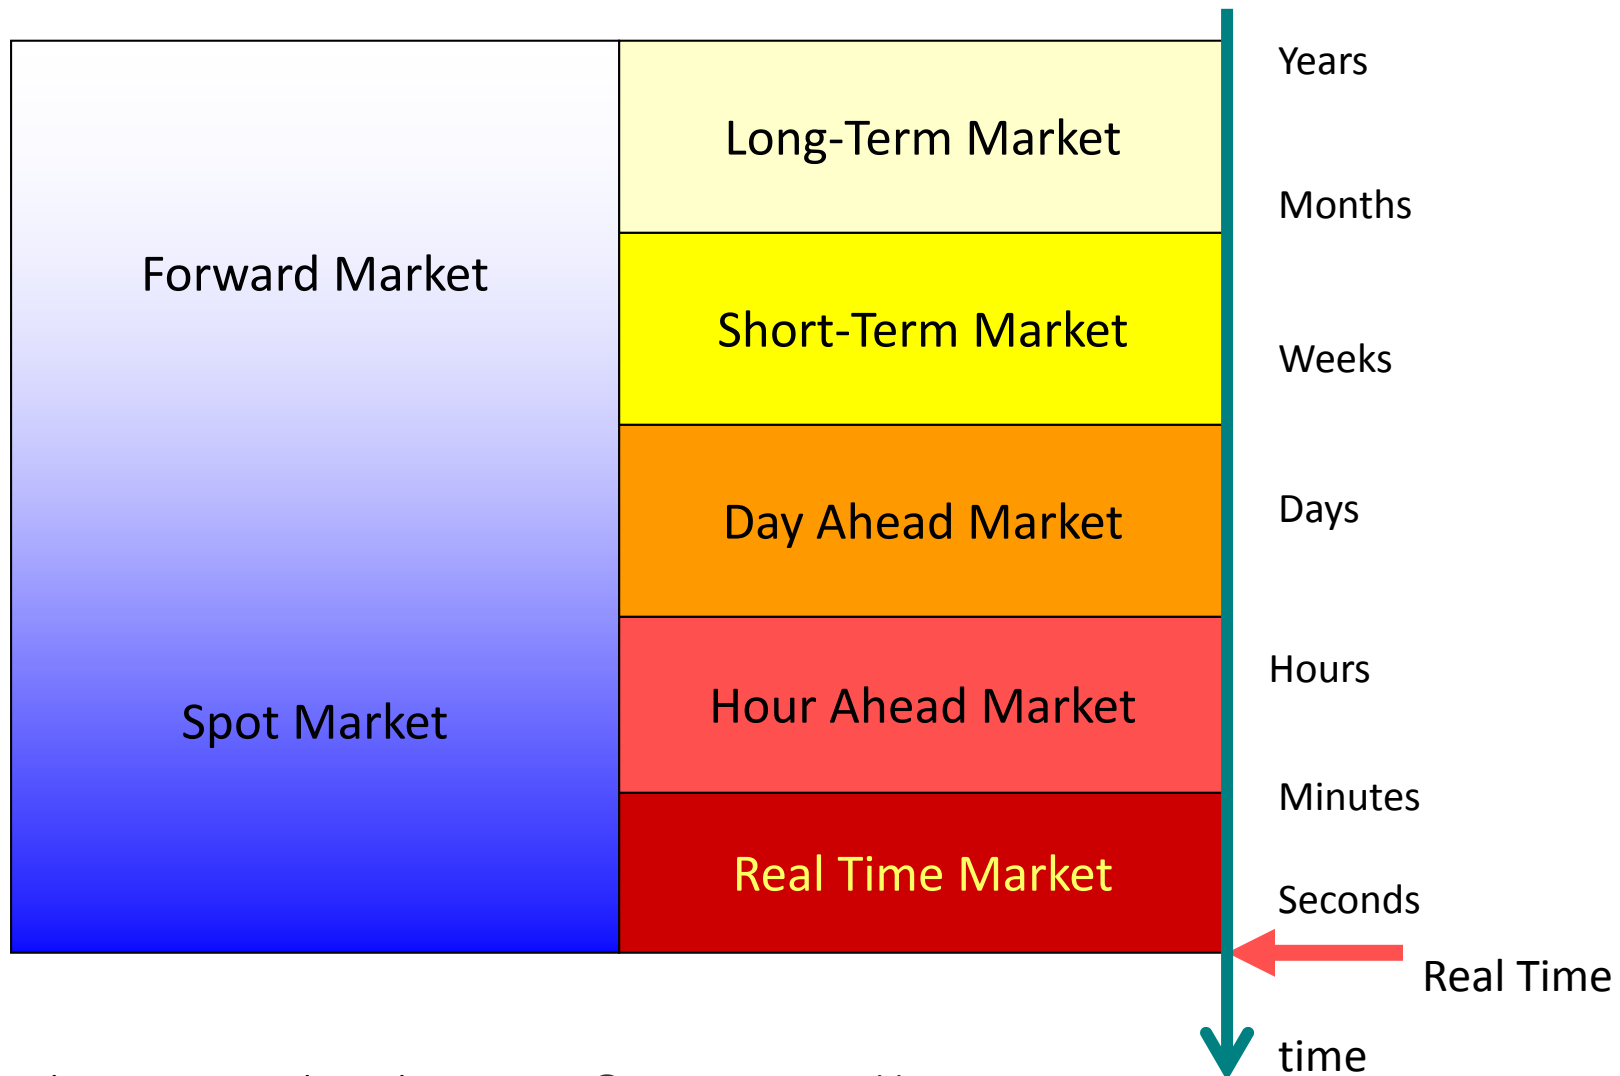 Years
Long-Term Market
Months
Forward Market
Short-Term Market
Weeks
Day Ahead Market
Days
Hours
Spot Market
Hour Ahead Market
Minutes
Real Time Market
Seconds
Real Time
time